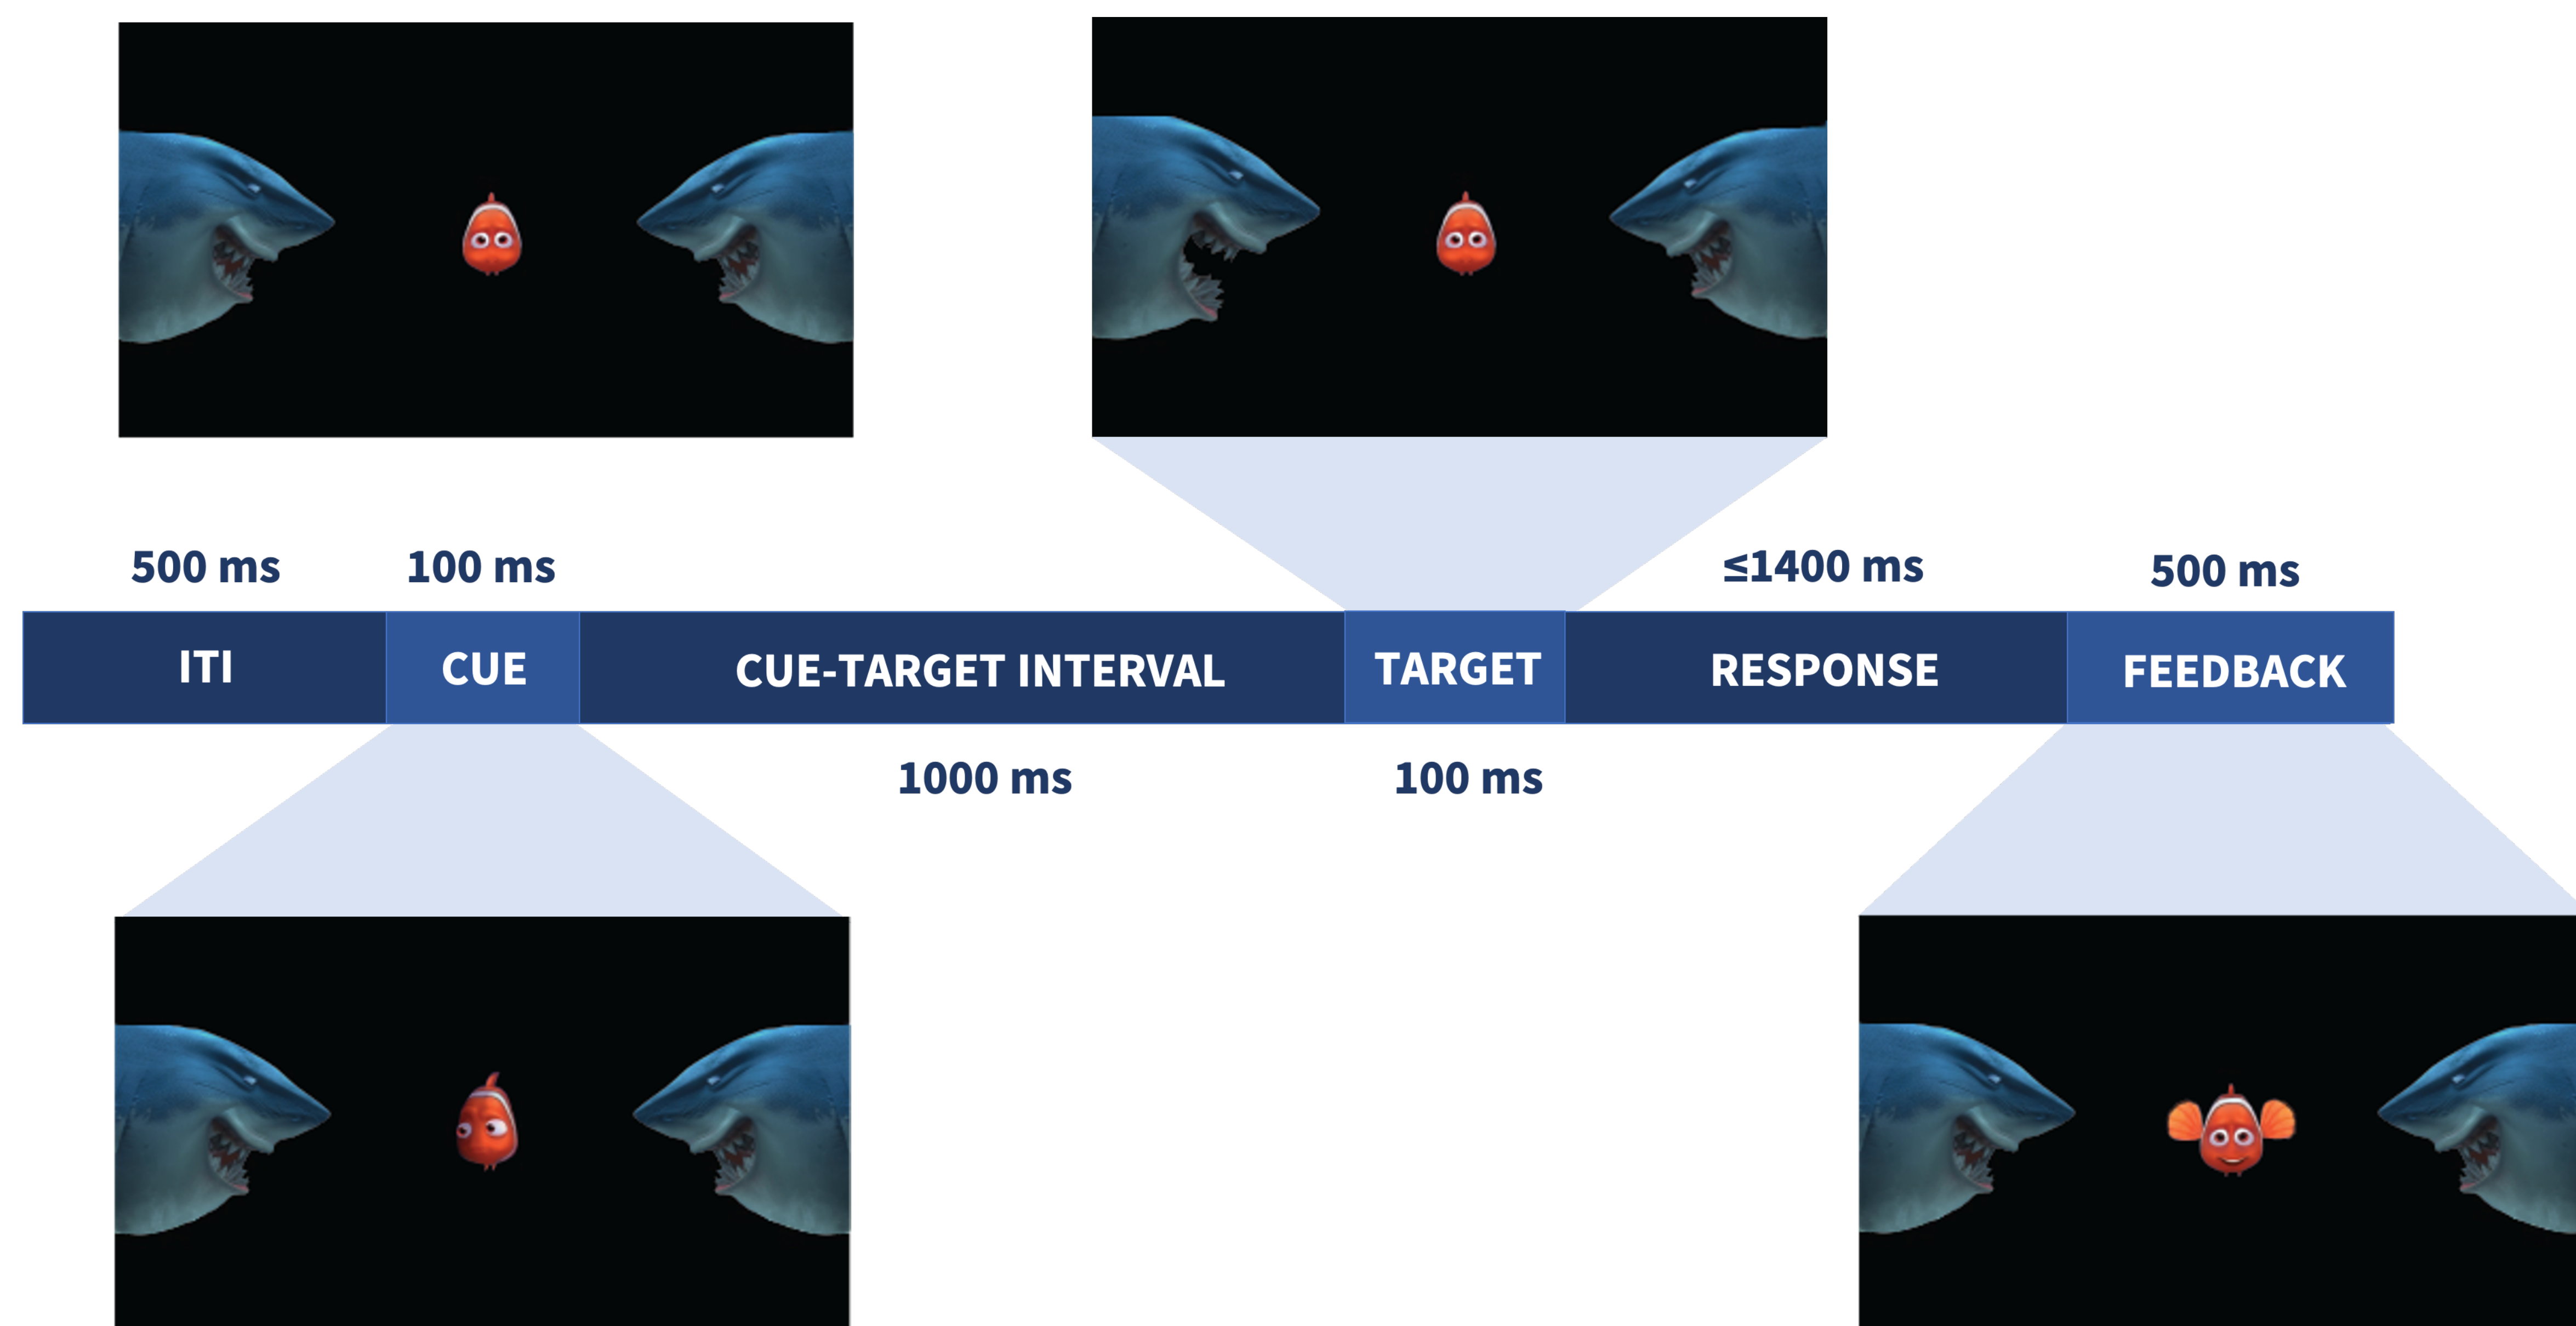 500 ms
100 ms
≤1400 ms
500 ms
ITI
CUE
CUE-TARGET INTERVAL
TARGET
RESPONSE
FEEDBACK
1000 ms
100 ms